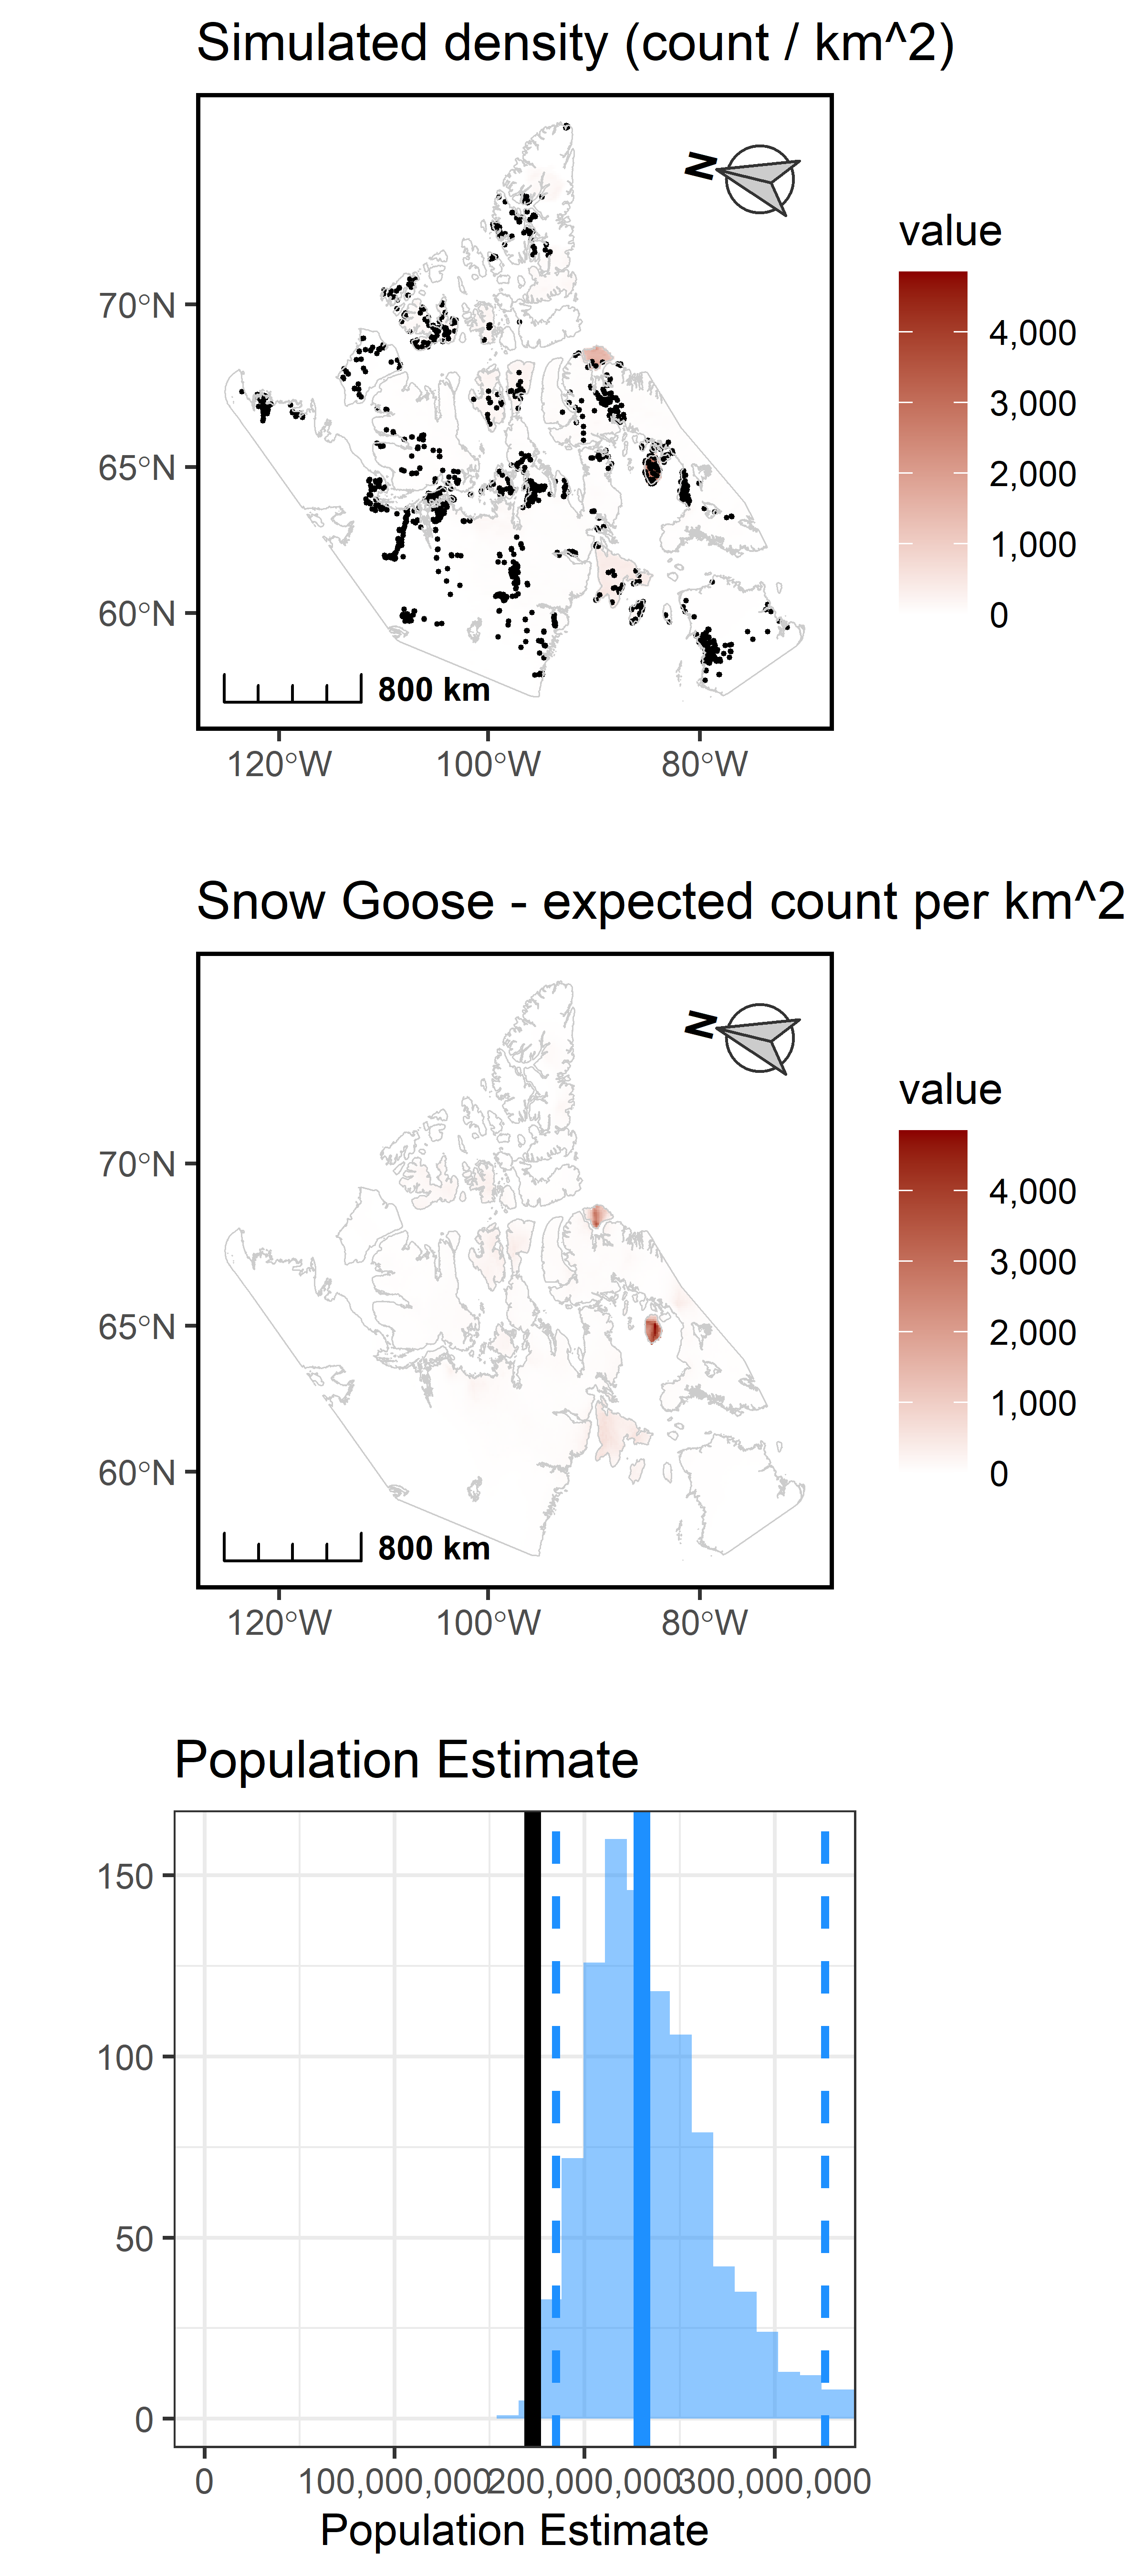 Simulated density (count / km^2)
N
value
4,000
3,000
2,000
1,000
0
70°N
65°N
60°N
800 km
120°W 100°W 80°W
Snow Goose - expected count per km^2
N
value
4,000
3,000
2,000
1,000
0
70°N
65°N
60°N
800 km
120°W 100°W 80°W
Population Estimate
150
100
50
0
0 100,000,000 200,000,000 300,000,000
Population Estimate